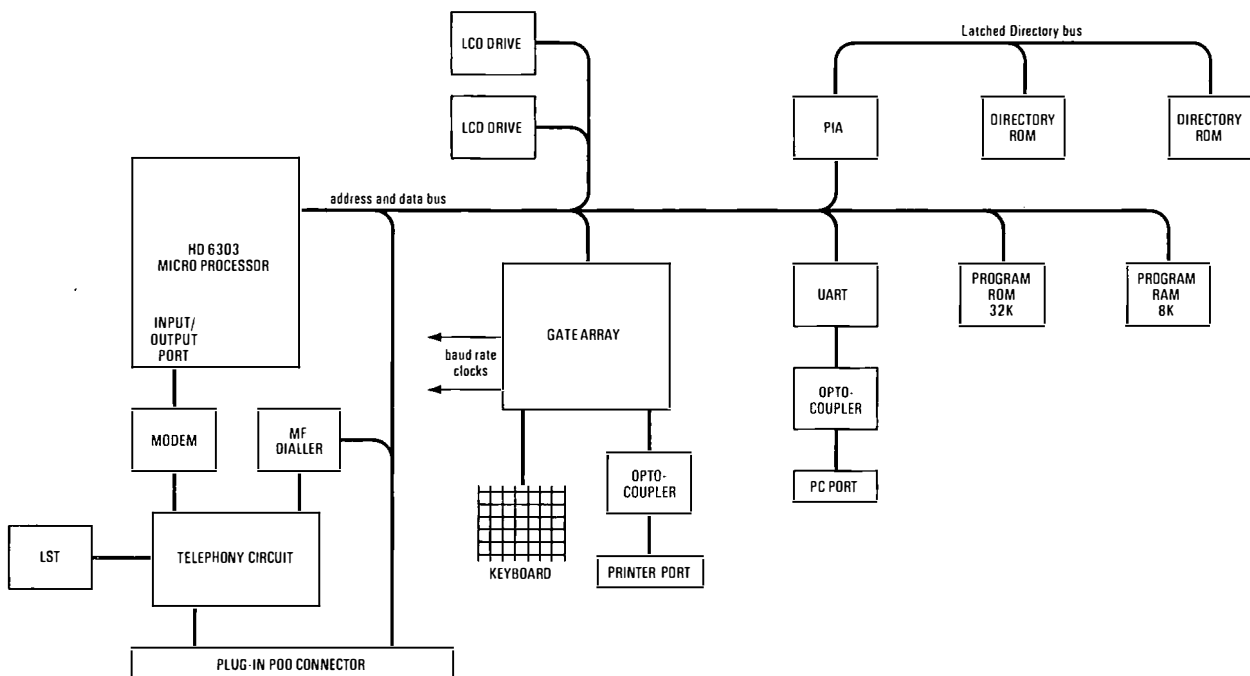 LCO DRIVE
LCD DRIVE
Latched Directory bus
PIA
DIRECTORY
ROM
DIRECTORY
ROM
address and data bus
HD 6303
MICRO PROCESSOR
INPUT/
OUTPUT
PORT
GATE ARRAY
baud rate
clocks
UART
PROGRAM
ROM
32K
PROGRAM
RAM
8K
OPTO-
COUPLER
PC PORT
MODEM
MF
DIALLER
OPTO-
COUPLER
LST
TELEPHONY CIRCUIT
KEYBOARD
PRINTER PORT
PLUG-IN POO CONNECTOR